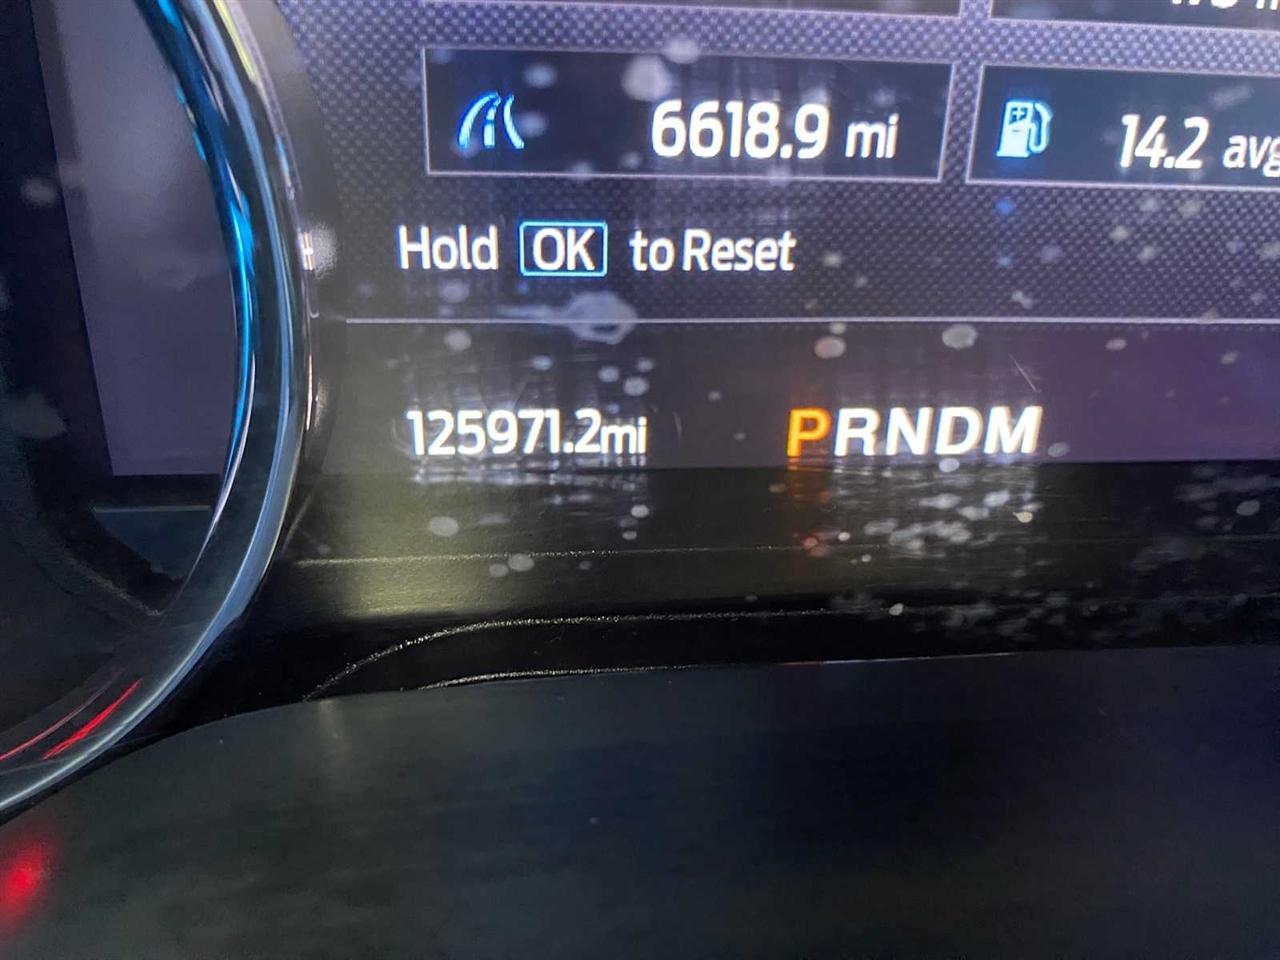 6618.9 mi
14.2 avg
Hold OK to Reset
125971.2mi
PRNDM